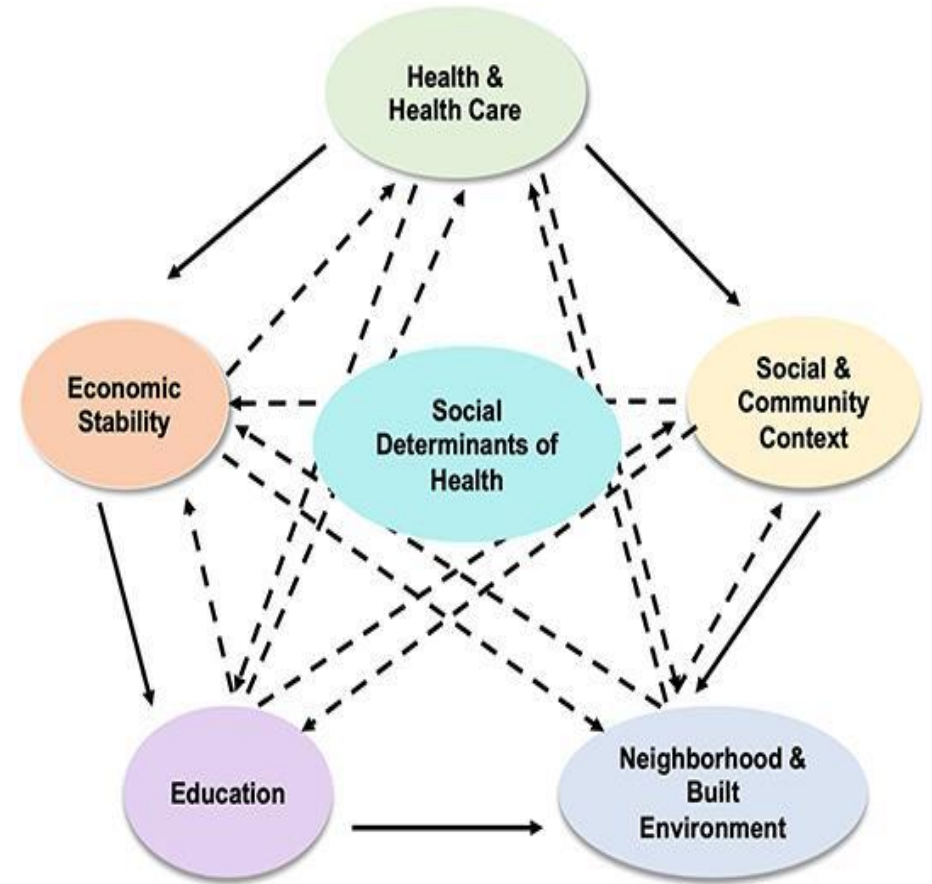 Health &
Health Care
Economic
Stability
Social
Determinants of
Health
Social &
Community
Context
Education
Neighborhood &
Built
Environment